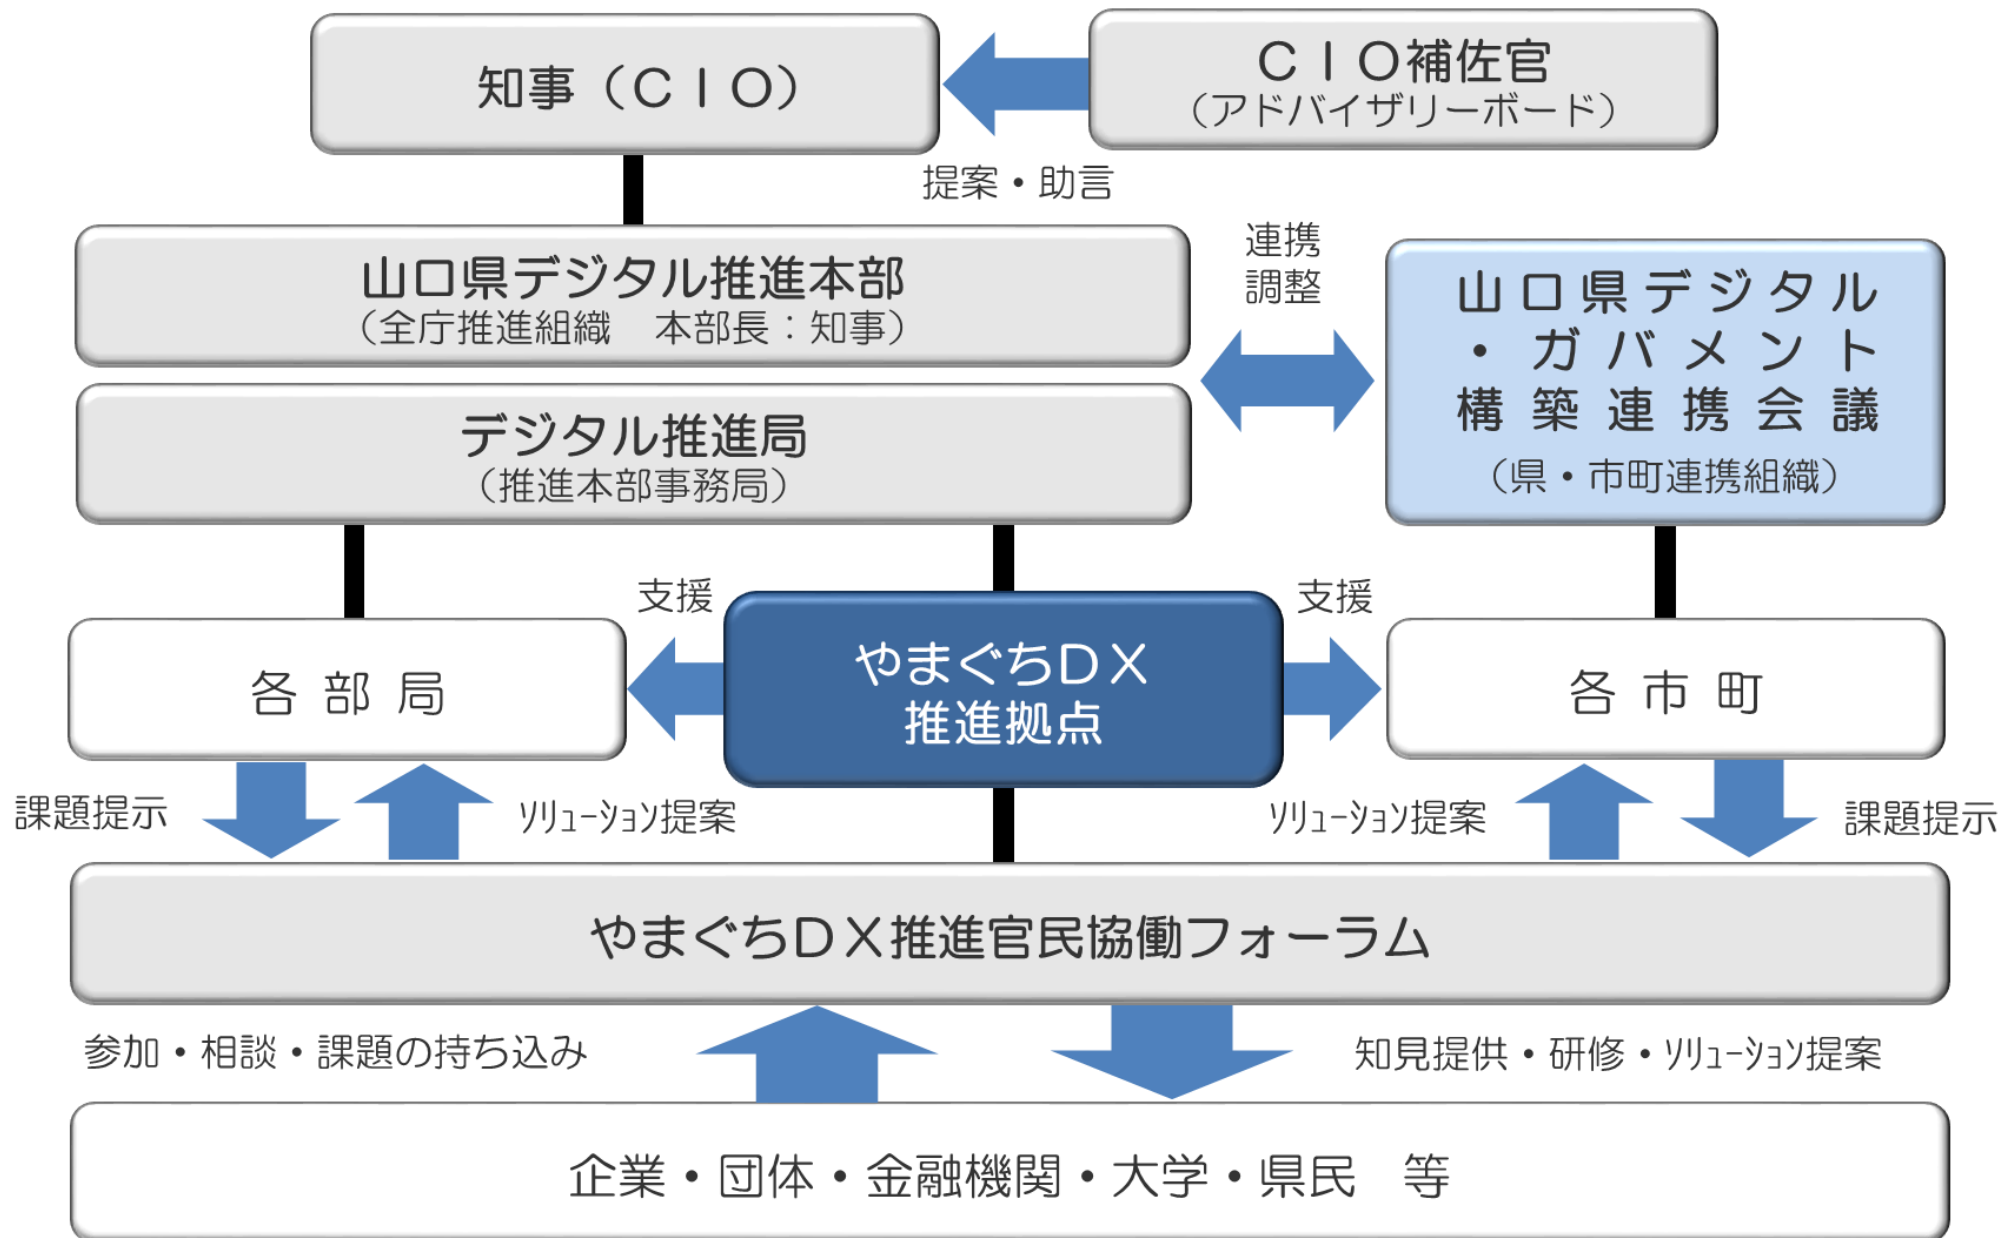 知事（ＣＩＯ）
ＣＩＯ補佐官
（アドバイザリーボード）
提案・助言
山口県デジタル推進本部
（全庁推進組織　本部長：知事）
連携
調整
山口県デジタル
・ガバメント
構築連携会議
（県・市町連携組織）
デジタル推進局
（推進本部事務局）
支援
支援
各部局
やまぐちＤＸ
推進拠点
各市町
課題提示
ｿﾘｭｰｼｮﾝ提案
ｿﾘｭｰｼｮﾝ提案
課題提示
やまぐちＤＸ推進官民協働フォーラム
参加・相談・課題の持ち込み
知見提供・研修・ｿﾘｭｰｼｮﾝ提案
企業・団体・金融機関・大学・県民　等